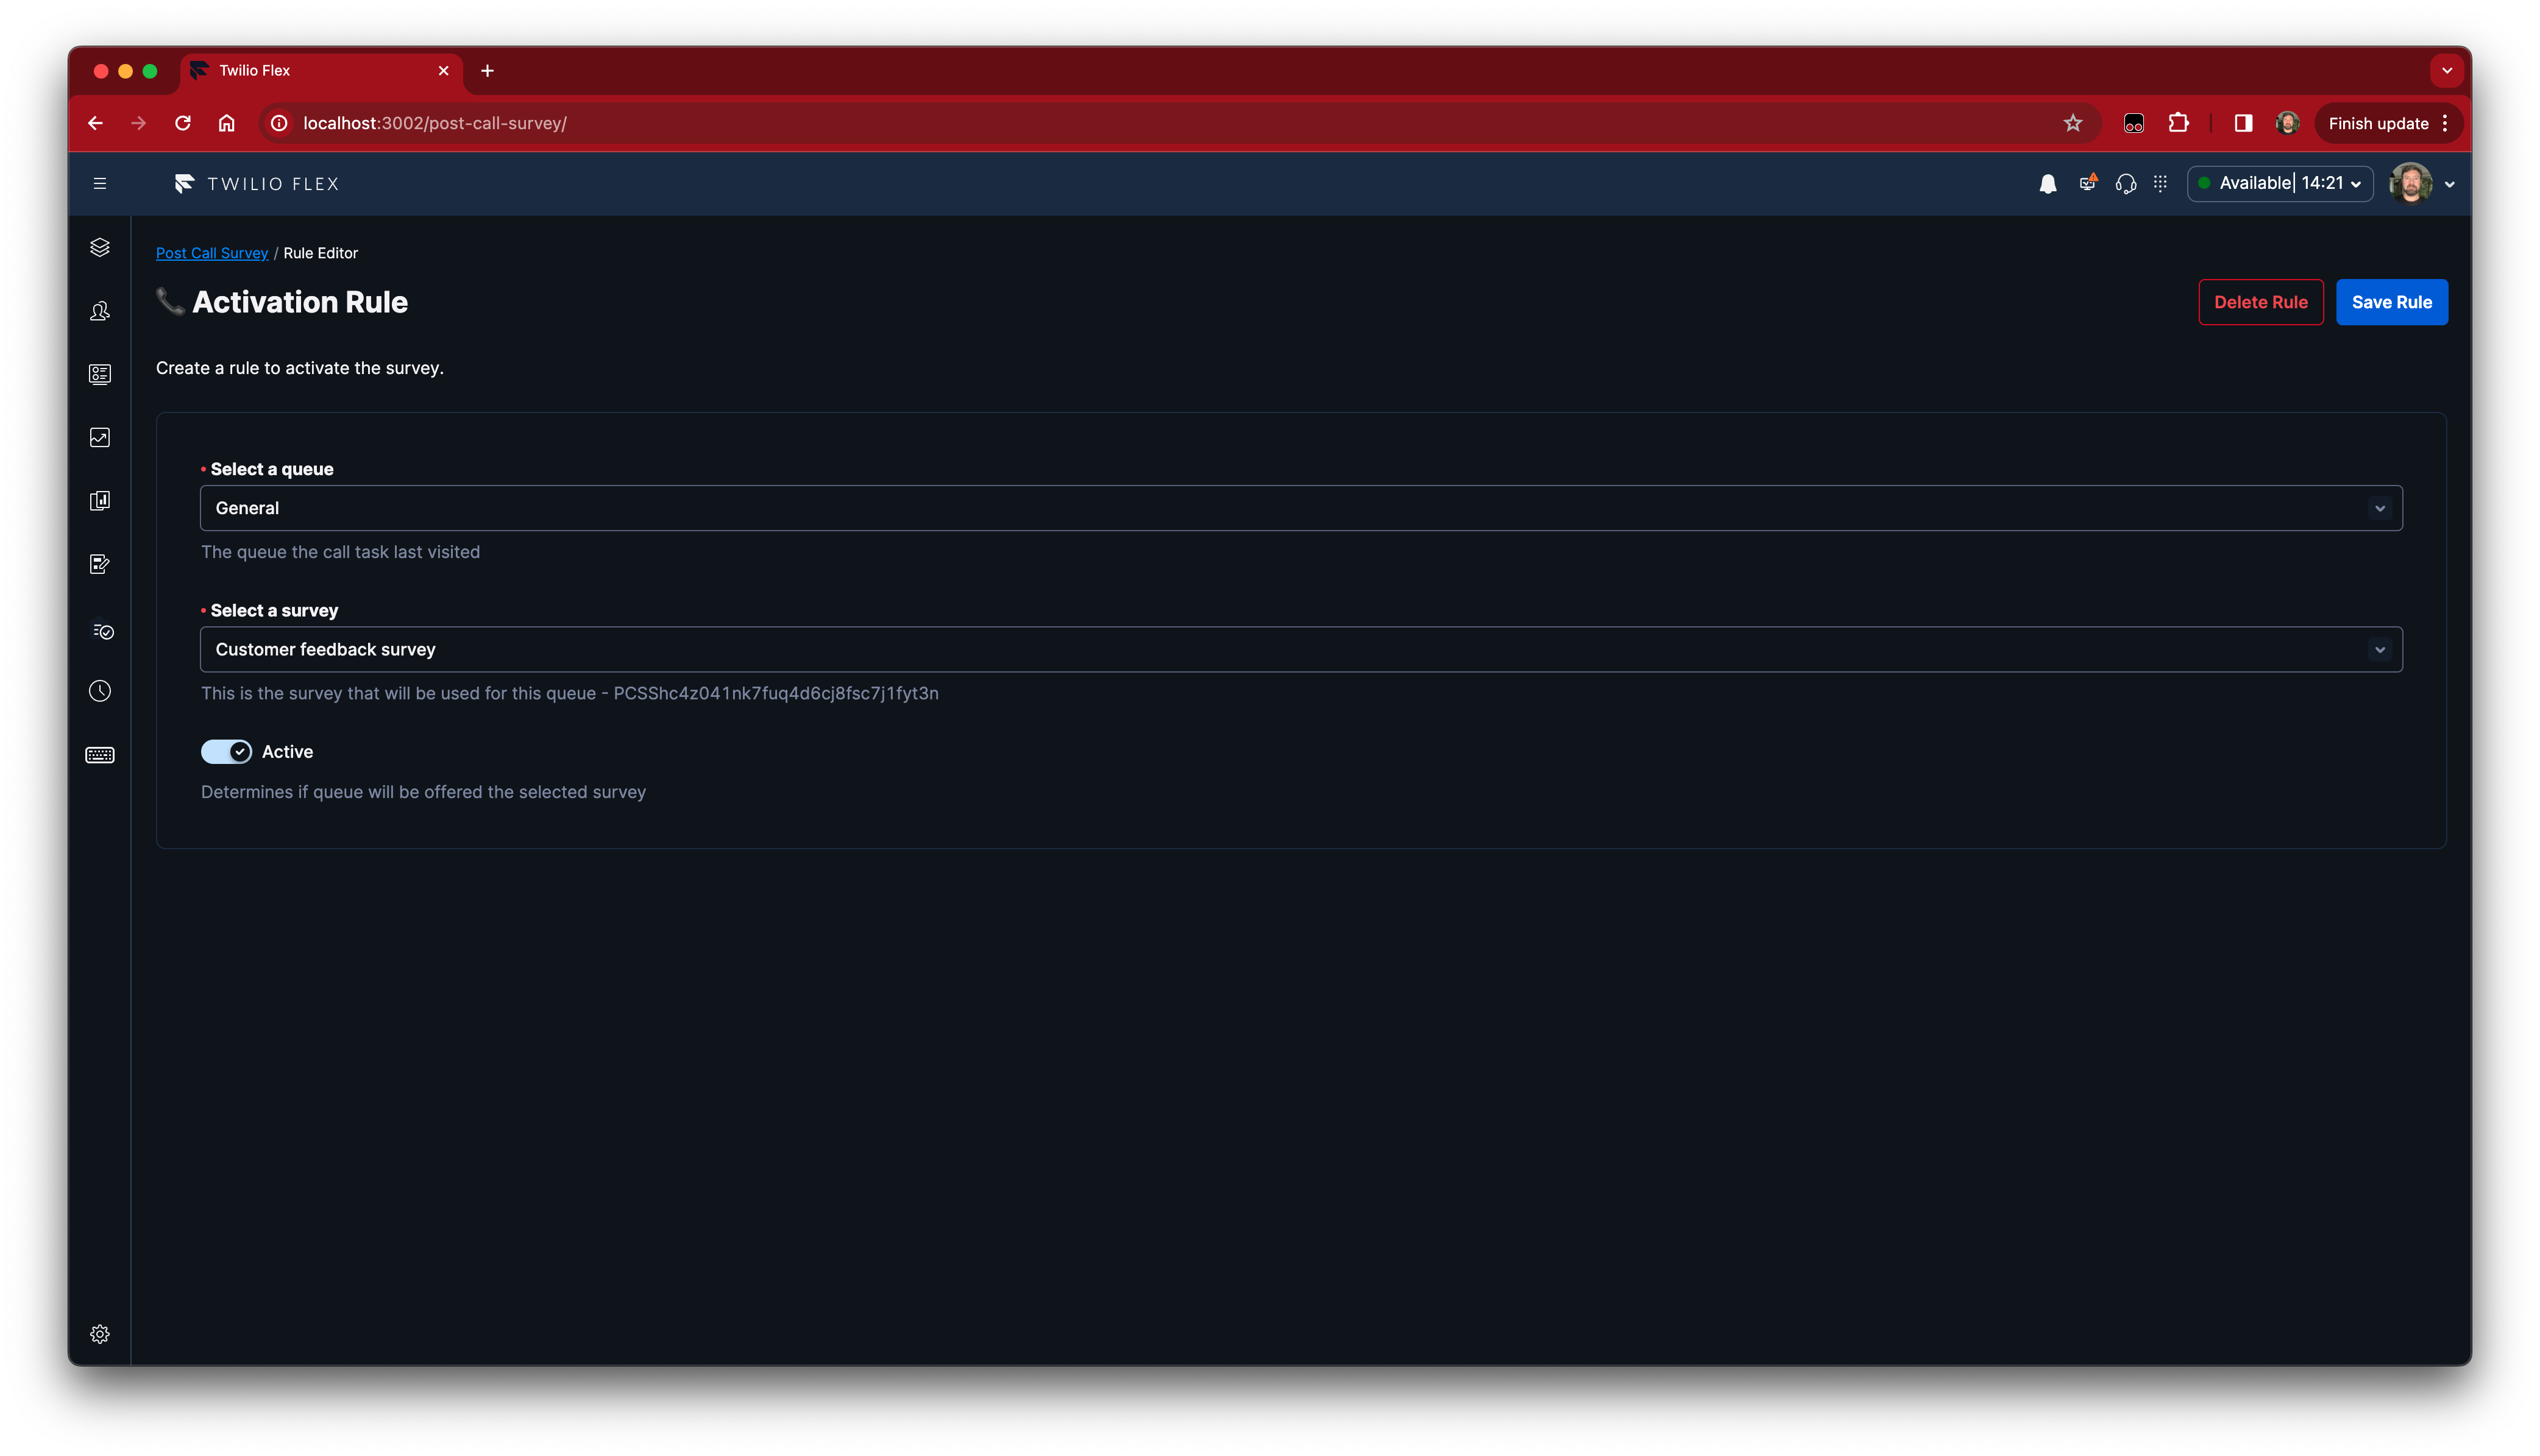 Twilio Flex
localhost:3002/post-call-survey/
Finish update
TWILIO FLEX
Available 14:21
Post Call Survey / Rule Editor
Activation Rule
Delete Rule
Save Rule
Create a rule to activate the survey.
Select a queue
General
The queue the call task last visited
Select a survey
Customer feedback survey
This is the survey that will be used for this queue - PCSShc4z041nk7fuq4d6cj8fsc7j1fyt3n
Active
Determines if queue will be offered the selected survey